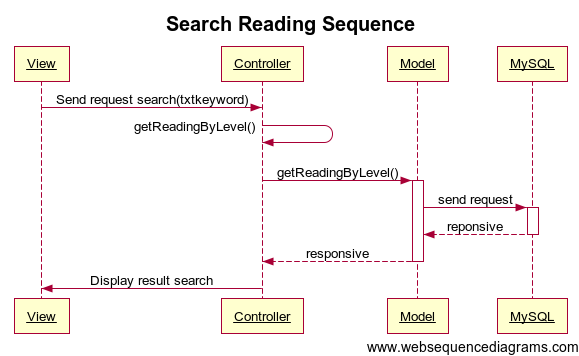 Search Reading Sequence
View Controller Model MySQL
Send request search(txtkeyword)
getReadingByLevel()
getReadingByLevel()
send request
reponsive
responsive
Display result search
View Controller Model MySQL
www.websequencediagrams.com